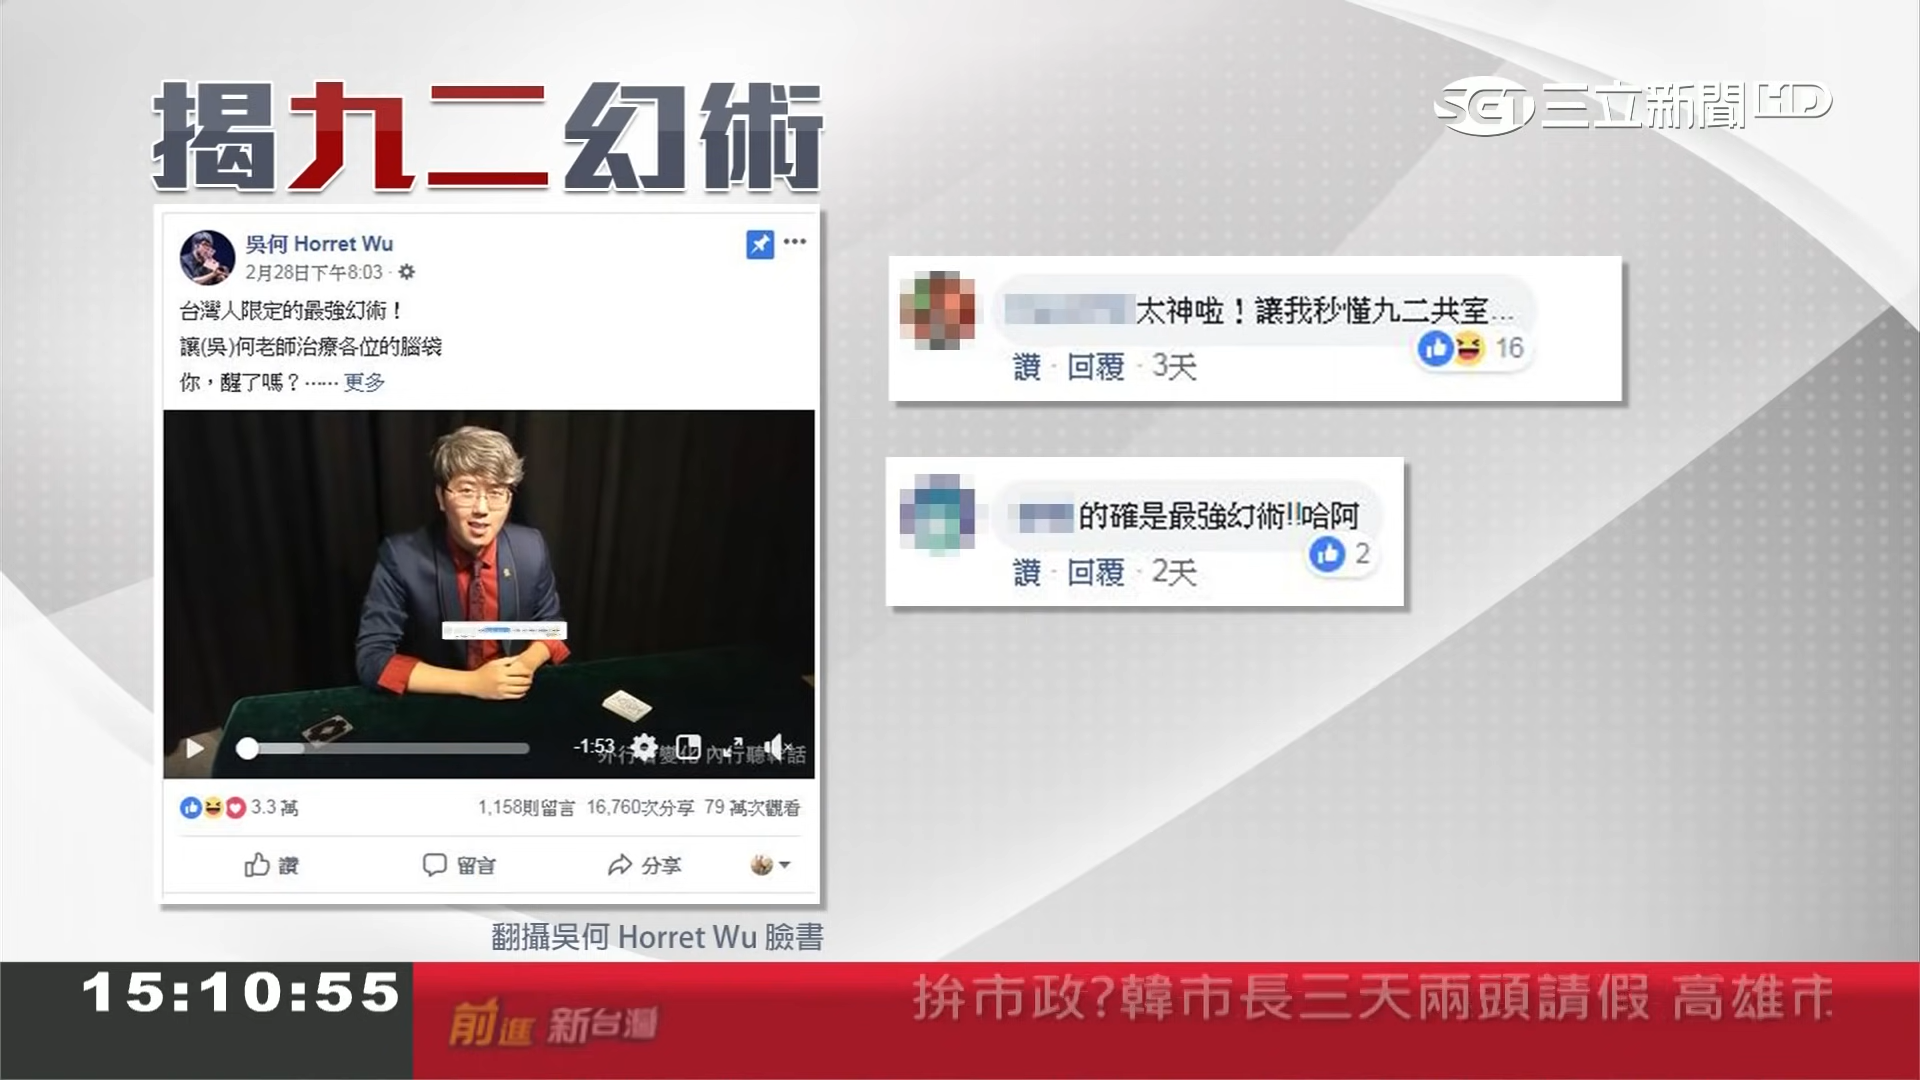 揭九二幻術
SET三立新聞HD
吳何 Horret Wu
2月28日下午8:03
台灣人限定的最強幻術！
讓(吳)何老師治療各位的腦袋
你，醒了嗎？…… 更多
-1:53
3.3 萬
1,158則留言 16,760次分享 79 萬次觀看
讚 留言 分享
翻攝吳何 Horret Wu 臉書
太神啦！讓我秒懂九二共室...
16
讚 · 回覆 · 3天
的確是最強幻術!!哈阿
2
讚 · 回覆 · 2天
15:10:55
前進 新台灣
拚市政?韓市長三天兩頭請假 高雄市